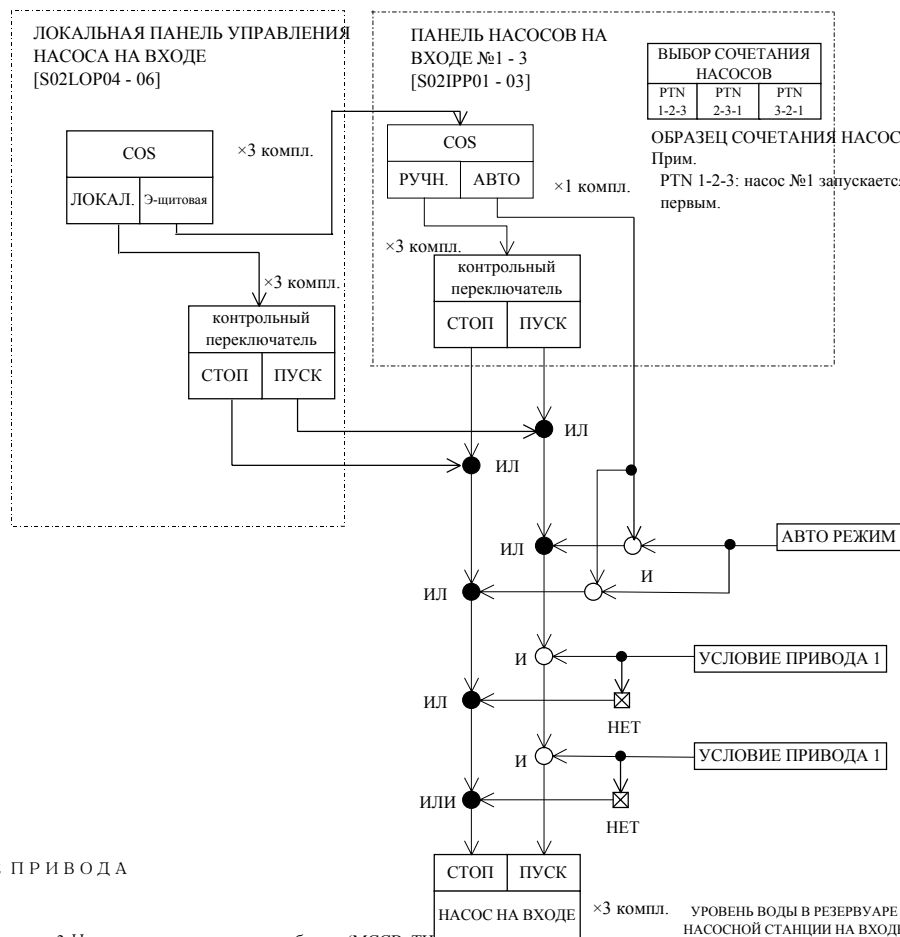 ЛОКАЛЬНАЯ ПАНЕЛЬ УПРАВЛЕНИЯ
НАСОСА НА ВХОДЕ
[S02LOP04 - 06]
ПАНЕЛЬ НАСОСОВ НА
ВХОДЕ №1 - 3
[S02IPP01 - 03]
ВЫБОР СОЧЕТАНИЯ
НАСОСОВ
PTN
1-2-3
PTN
2-3-1
PTN
3-2-1
ОБРАЗЕЦ СОЧЕТАНИЯ НАСОС
Прим.
PTN 1-2-3: насос №1 запускается
первым.
COS
ЛОКАЛ.
Э-щитовая
×3 компл.
COS
РУЧН.
АВТО
×1 компл.
×3 компл.
контрольный
переключатель
СТОП
ПУСК
×3 компл.
контрольный
переключатель
СТОП
ПУСК
ИЛ
ИЛ
ИЛ
И
АВТО РЕЖИМ
ИЛ
И
УСЛОВИЕ ПРИВОДА 1
ИЛ
НЕТ
И
УСЛОВИЕ ПРИВОДА 1
ИЛИ
НЕТ
ПРИВОДА
СТОП
ПУСК
НАСОС НА ВХОДЕ
×3 компл.
УРОВЕНЬ ВОДЫ В РЕЗЕРВУАРЕ
НАСОСНОЙ СТАНЦИИ НА ВХОДЕ